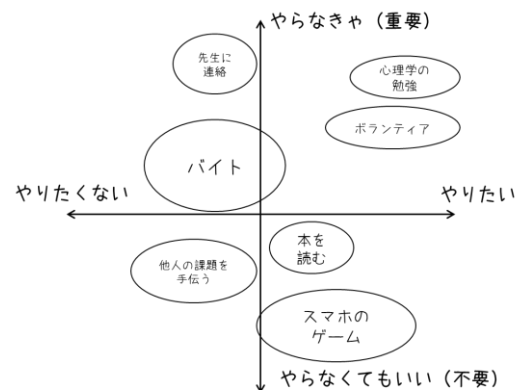 やらなきゃ（重要）
先生に
連絡
心理学の
勉強
ボランティア
バイト
やりたくない
やりたい
本を
読む
他人の課題を
手伝う
スマホの
ゲーム
やらなくてもいい（不要）